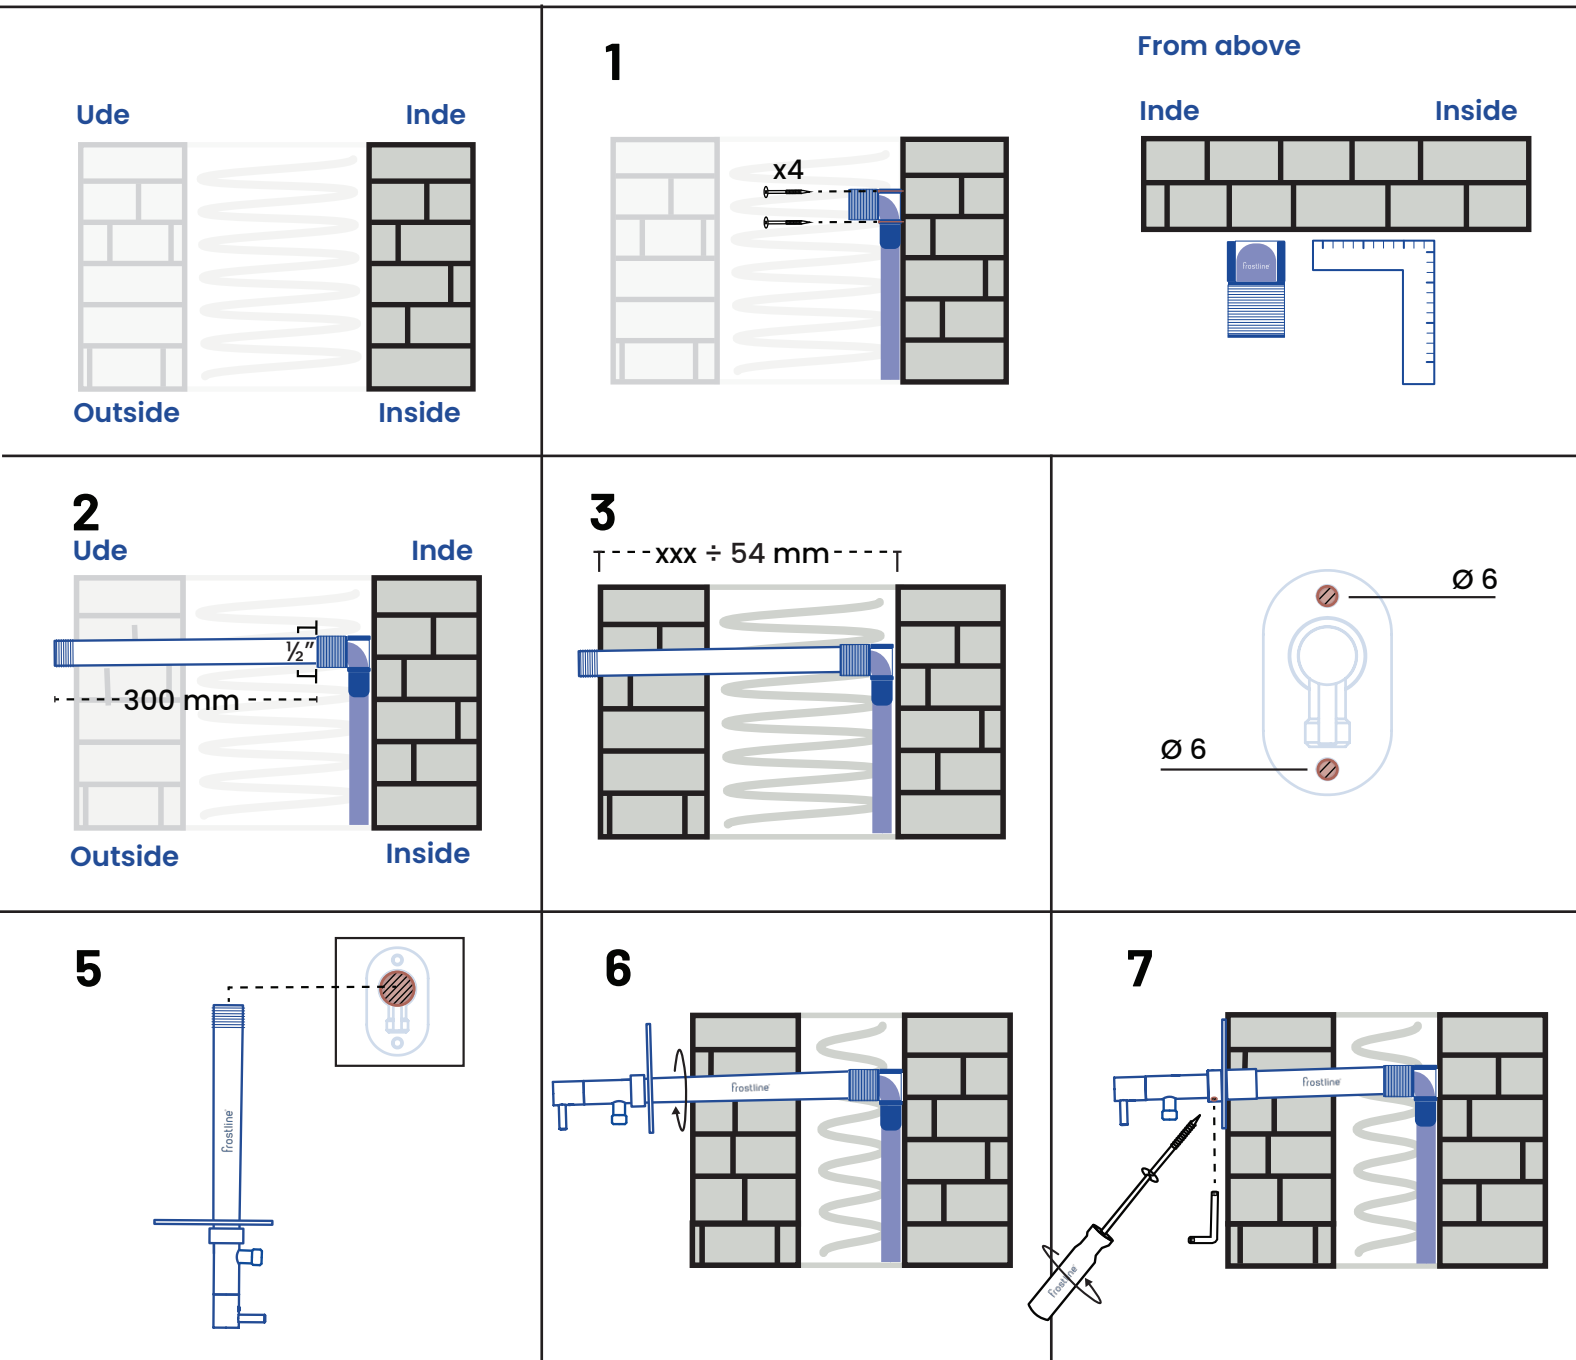 Ude
Inde
Outside
Inside
1
x4
From above
Inde
Inside
frostline
2
Ude
Inde
½”
300 mm
Outside
Inside
3
xxx ÷ 54 mm
Ø 6
Ø 6
5
frostline
6
frostline
7
frostline
frostline